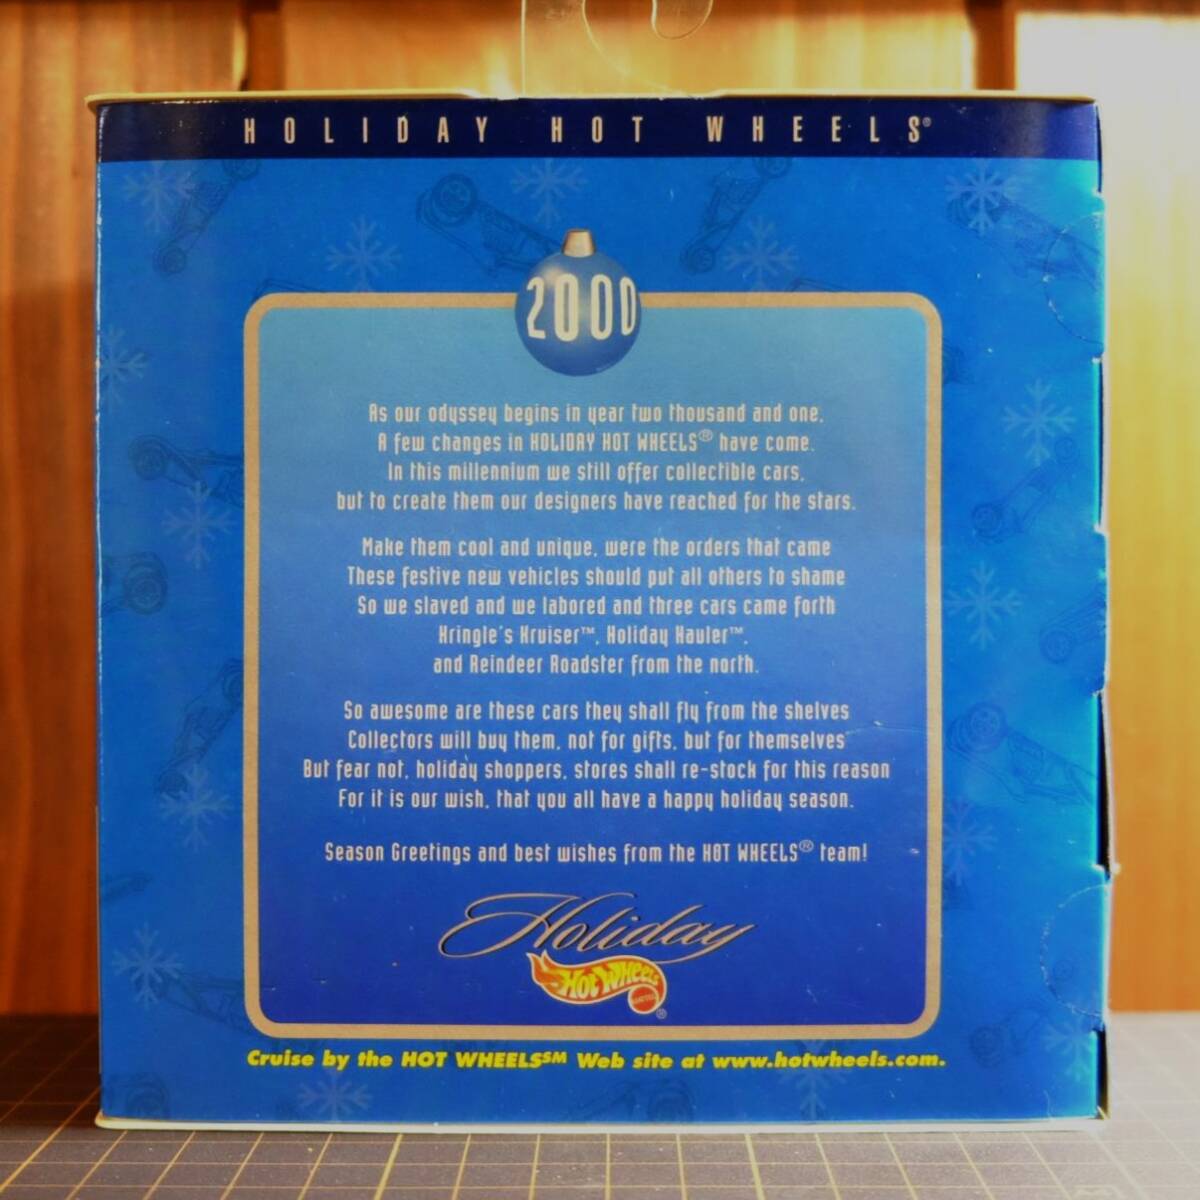 HOLIDAY HOT WHEELS®
2000
As our odyssey begins in year two thousand and one,
A few changes in HOLIDAY HOT WHEELS® have come.
In this millennium we still offer collectible cars,
but to create them our designers have reached for the stars.
Make them cool and unique, were the orders that came
These festive new vehicles should put all others to shame
So we slaved and we labored and three cars came forth
Kringle's Kruiser™, Holiday Hauler™,
and Reindeer Roadster from the north.
So awesome are these cars they shall fly from the shelves
Collectors will buy them, not for gifts, but for themselves
But fear not, holiday shoppers, stores shall re-stock for this reason
For it is our wish, that you all have a happy holiday season.
Season Greetings and best wishes from the HOT WHEELS® team!
Holiday
Hot Wheels
MATTEL
®
Cruise by the HOT WHEELS℠ Web site at www.hotwheels.com.